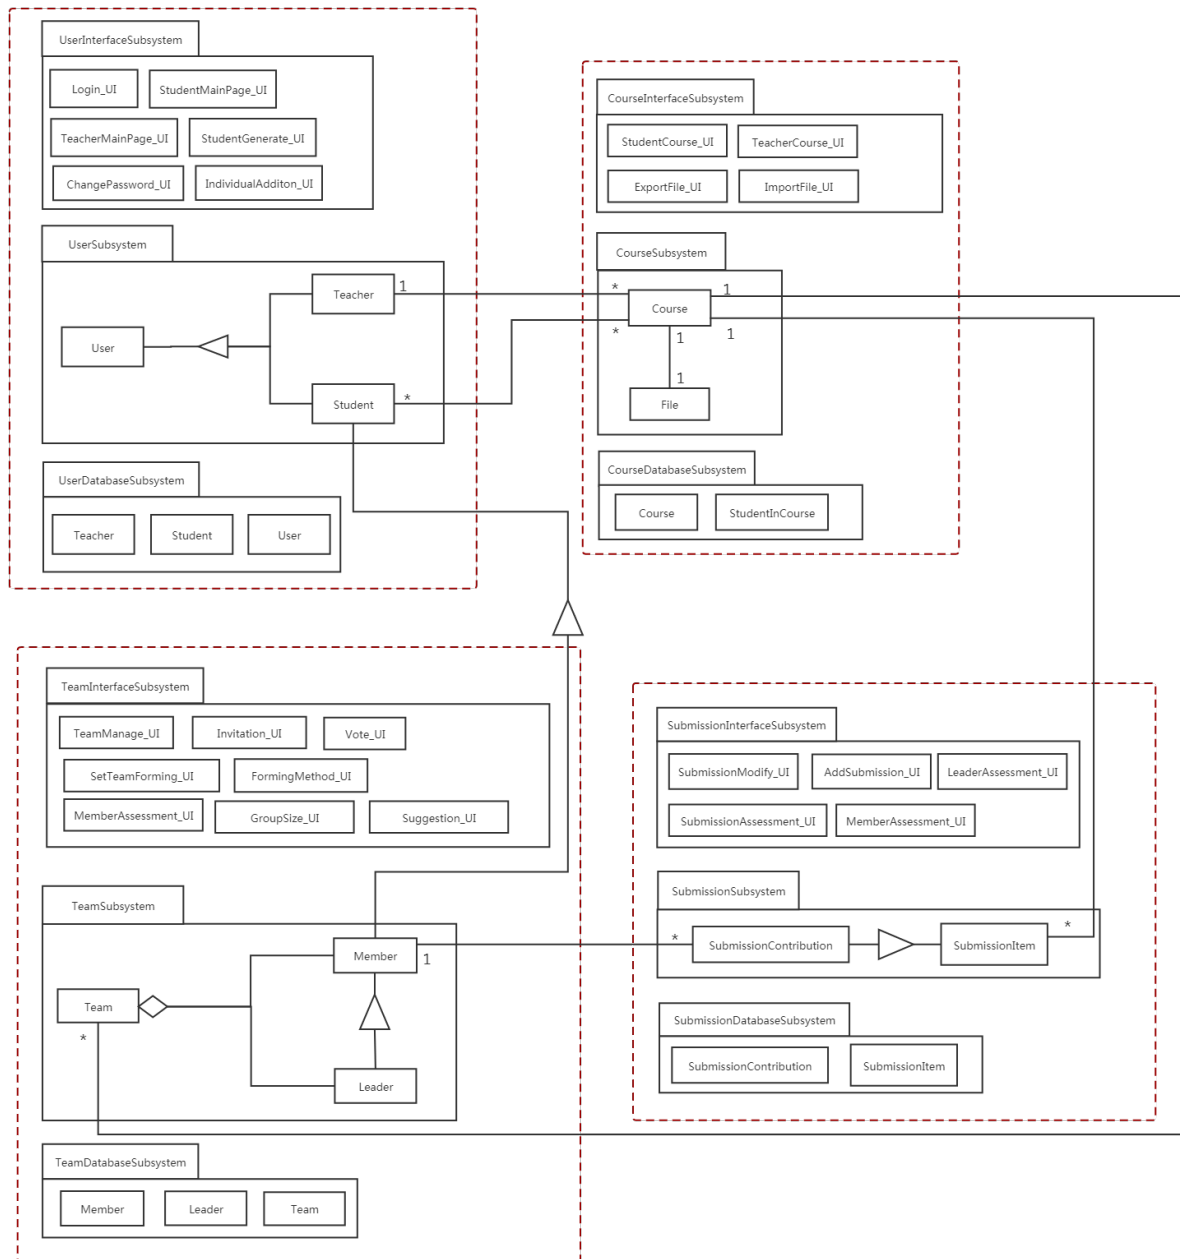 UserInterfaceSubsystem
Login_UI
StudentMainPage_UI
TeacherMainPage_UI
StudentGenerate_UI
ChangePassword_UI
IndividualAdditon_UI
UserSubsystem
Teacher
1
User
Student
*
UserDatabaseSubsystem
Teacher
Student
User
CourseInterfaceSubsystem
StudentCourse_UI
TeacherCourse_UI
ExportFile_UI
ImportFile_UI
CourseSubsystem
*
Course
1
*
1
1
1
File
CourseDatabaseSubsystem
Course
StudentInCourse
TeamInterfaceSubsystem
TeamManage_UI
Invitation_UI
Vote_UI
SetTeamForming_UI
FormingMethod_UI
MemberAssessment_UI
GroupSize_UI
Suggestion_UI
TeamSubsystem
Member
1
Team
*
Leader
TeamDatabaseSubsystem
Member
Leader
Team
SubmissionInterfaceSubsystem
SubmissionModify_UI
AddSubmission_UI
LeaderAssessment_UI
SubmissionAssessment_UI
MemberAssessment_UI
SubmissionSubsystem
*
SubmissionContribution
SubmissionItem
*
SubmissionDatabaseSubsystem
SubmissionContribution
SubmissionItem